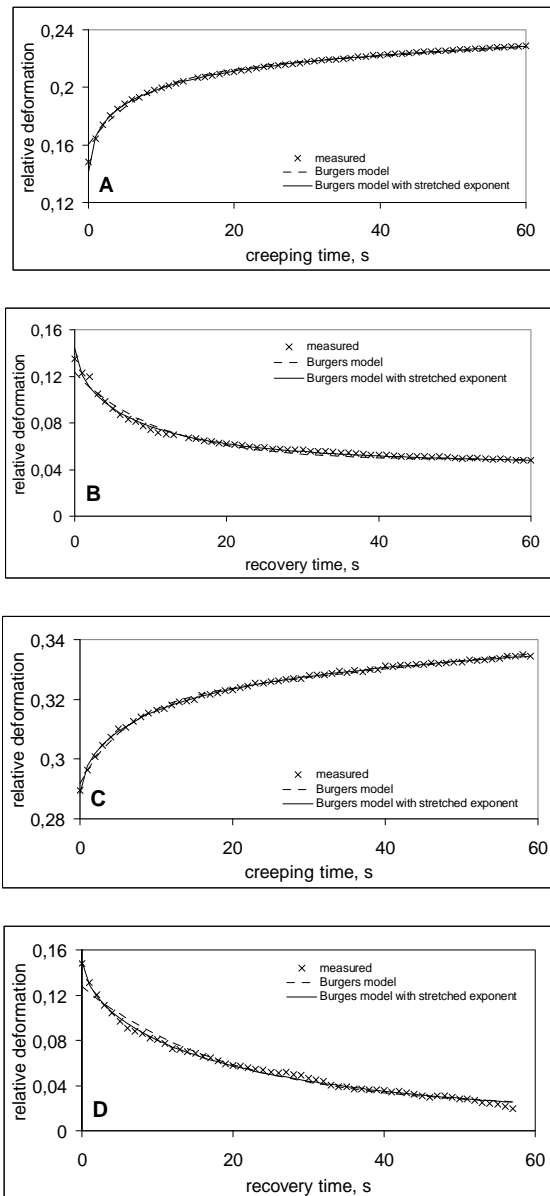 0,24
0,2
0,16
0,12
relative deformation
A
× measured
Burgers model
Burgers model with stretched exponent
0 20 40 60
creeping time, s
0,16
0,12
0,08
0,04
0
relative deformation
B
× measured
Burgers model
Burgers model with stretched exponent
0 20 40 60
recovery time, s
0,34
0,32
0,3
0,28
relative deformation
C
× measured
Burgers model
Burgers model with stretched exponent
0 20 40 60
creeping time, s
0,16
0,12
0,08
0,04
0
relative deformation
D
× measured
Burgers model
Burges model with stretched exponent
0 20 40 60
recovery time, s